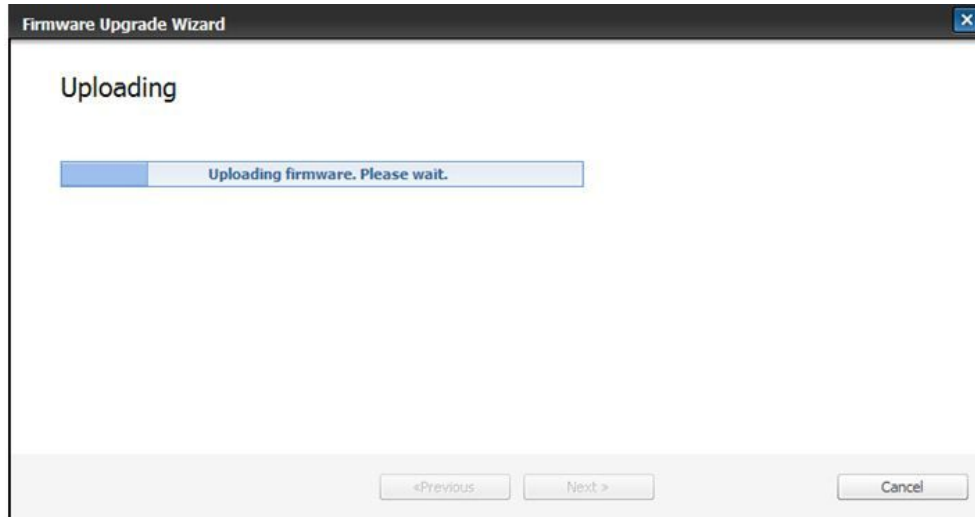 Firmware Upgrade Wizard
Uploading
Uploading firmware. Please wait.
«Previous
Next »
Cancel